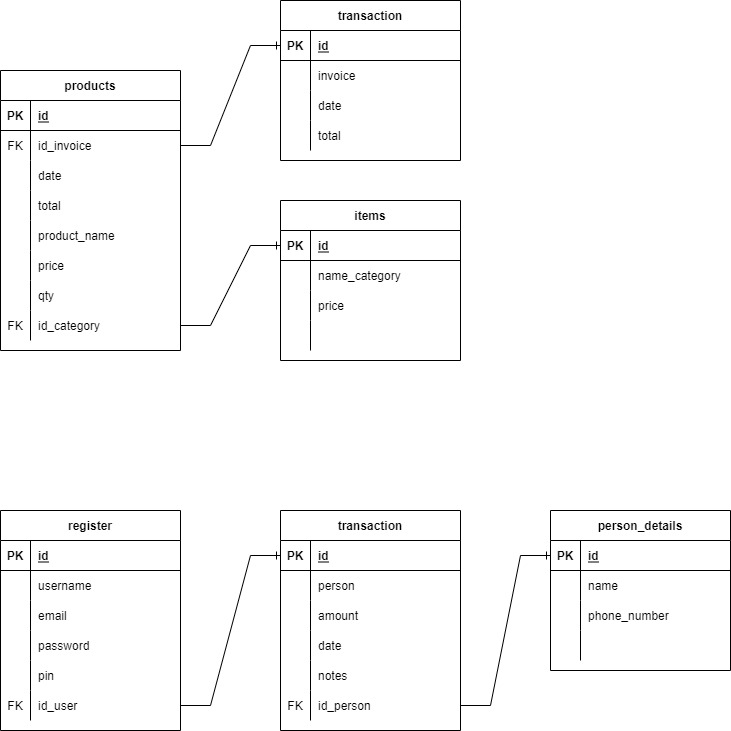 transaction
PK id
invoice
date
total
products
PK id
FK id_invoice
date
total
product_name
price
qty
FK id_category
items
PK id
name_category
price
register
PK id
username
email
password
pin
FK id_user
transaction
PK id
person
amount
date
notes
FK id_person
person_details
PK id
name
phone_number